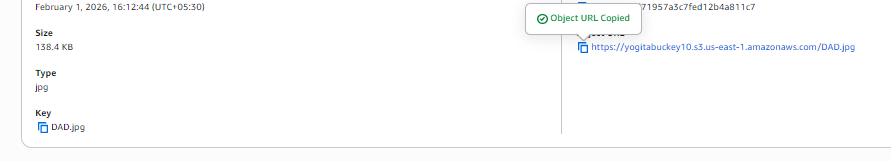 February 1, 2026, 16:12:44 (UTC+05:30)
71957a3c7fed12b4a811c7
Object URL Copied
Size
138.4 KB
https://yogitabuckey10.s3.us-east-1.amazonaws.com/DAD.jpg
Type
jpg
Key
DAD.jpg